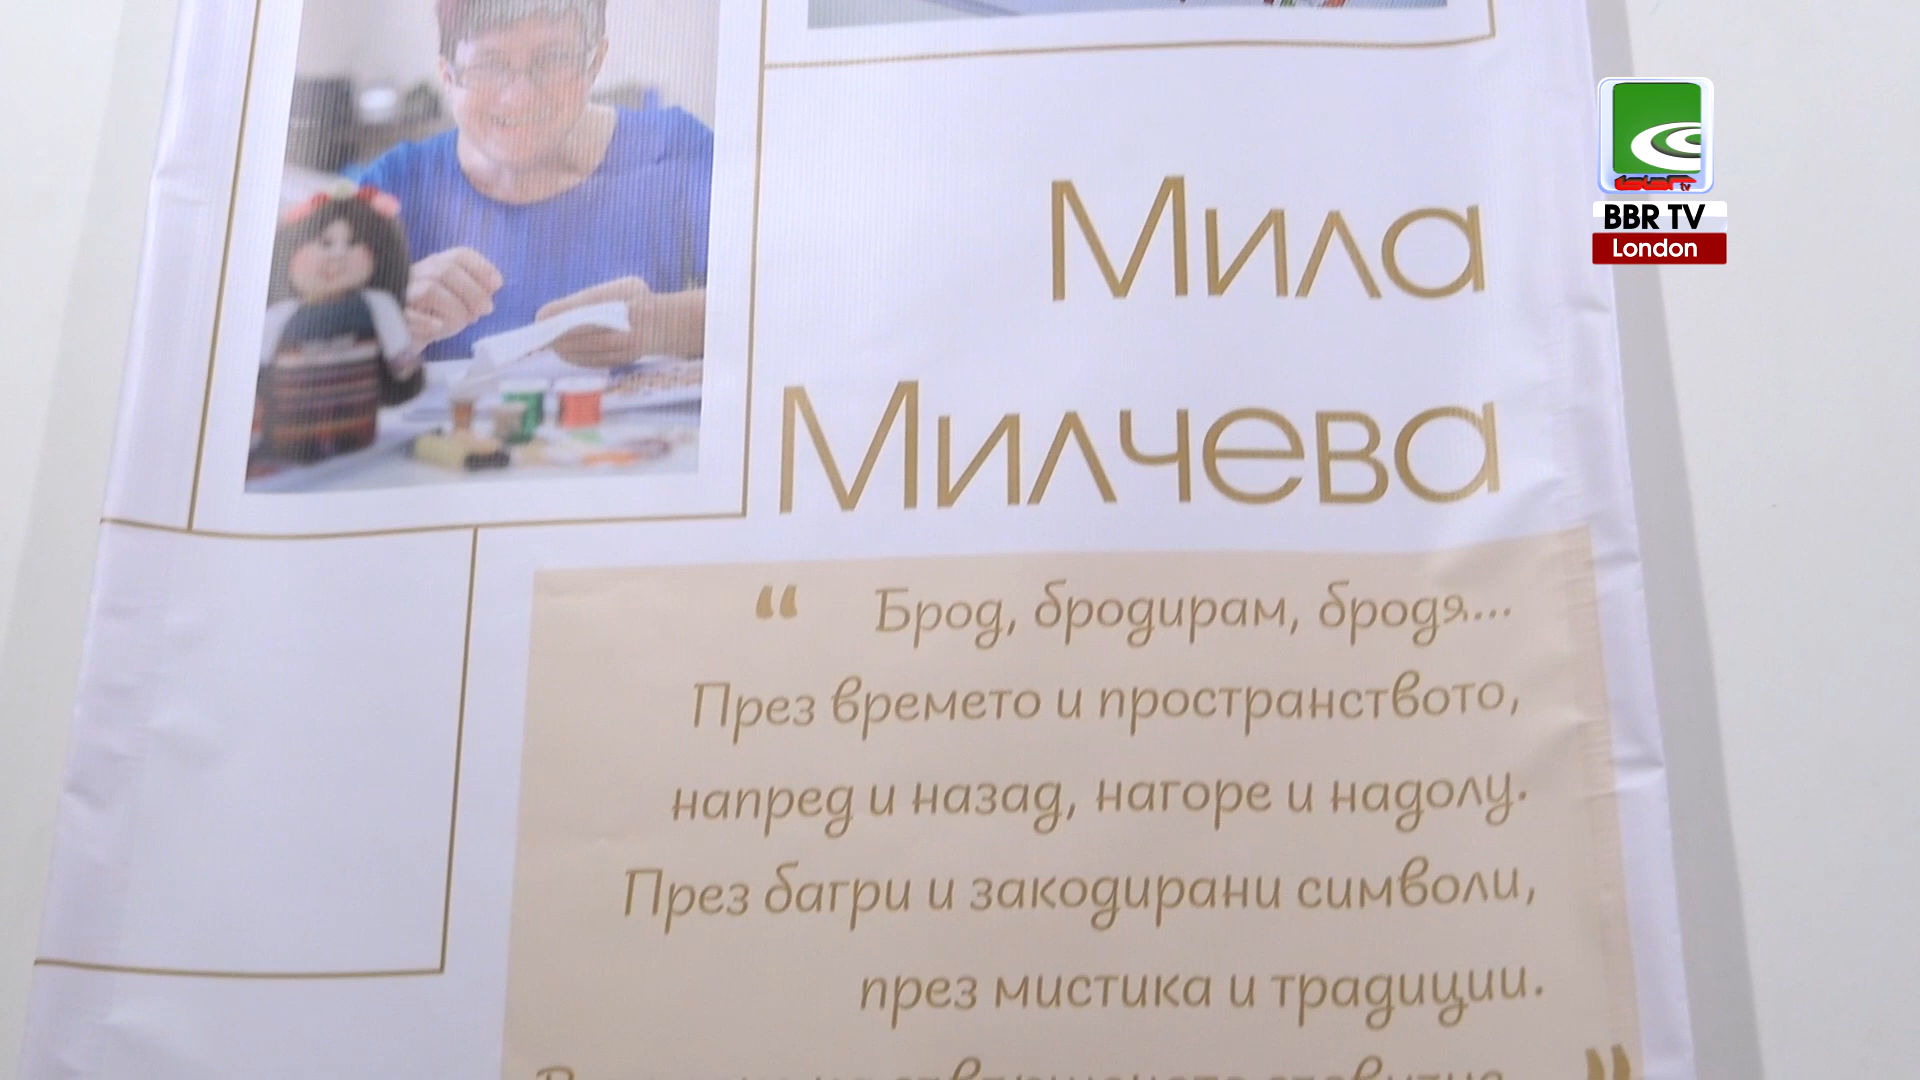 BBR TV
London
Мила
Милчева
“ Брод, бродирам, бродя...
През времето и пространството,
напред и назад, нагоре и надолу.
През багри и закодирани символи,
през мистика и традиции.
”